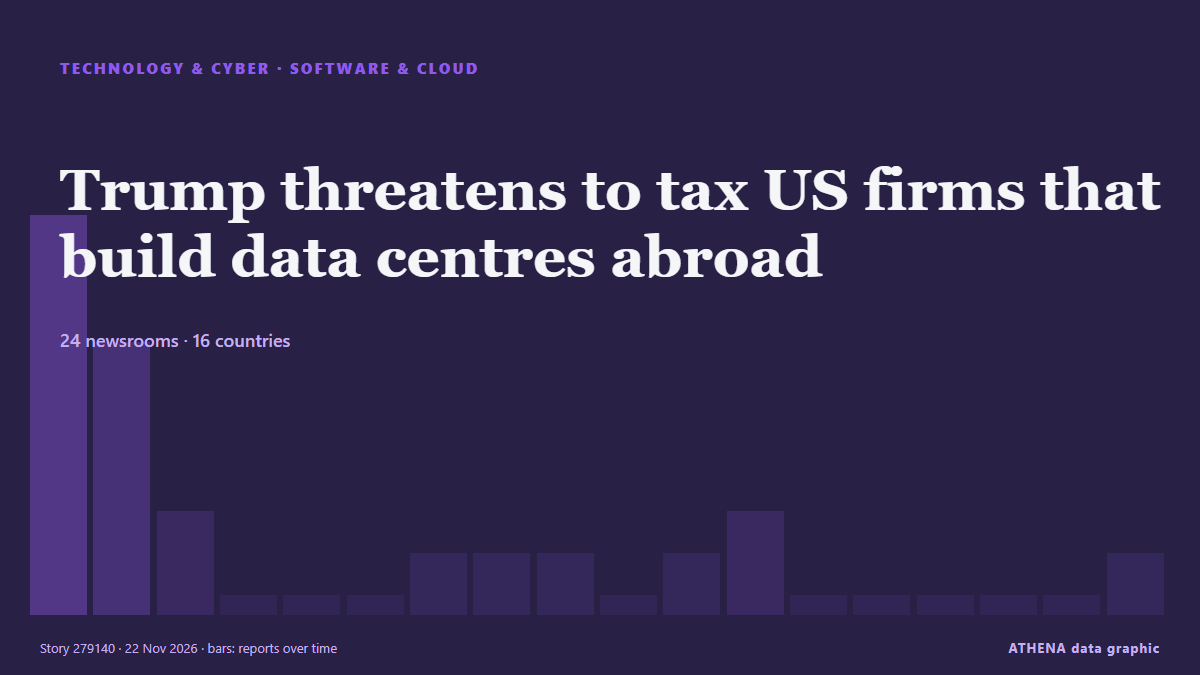 TECHNOLOGY & CYBER · SOFTWARE & CLOUD
Trump threatens to tax US firms that
build data centres abroad
24 newsrooms · 16 countries
Story 279140 · 22 Nov 2026 · bars: reports over time
ATHENA data graphic